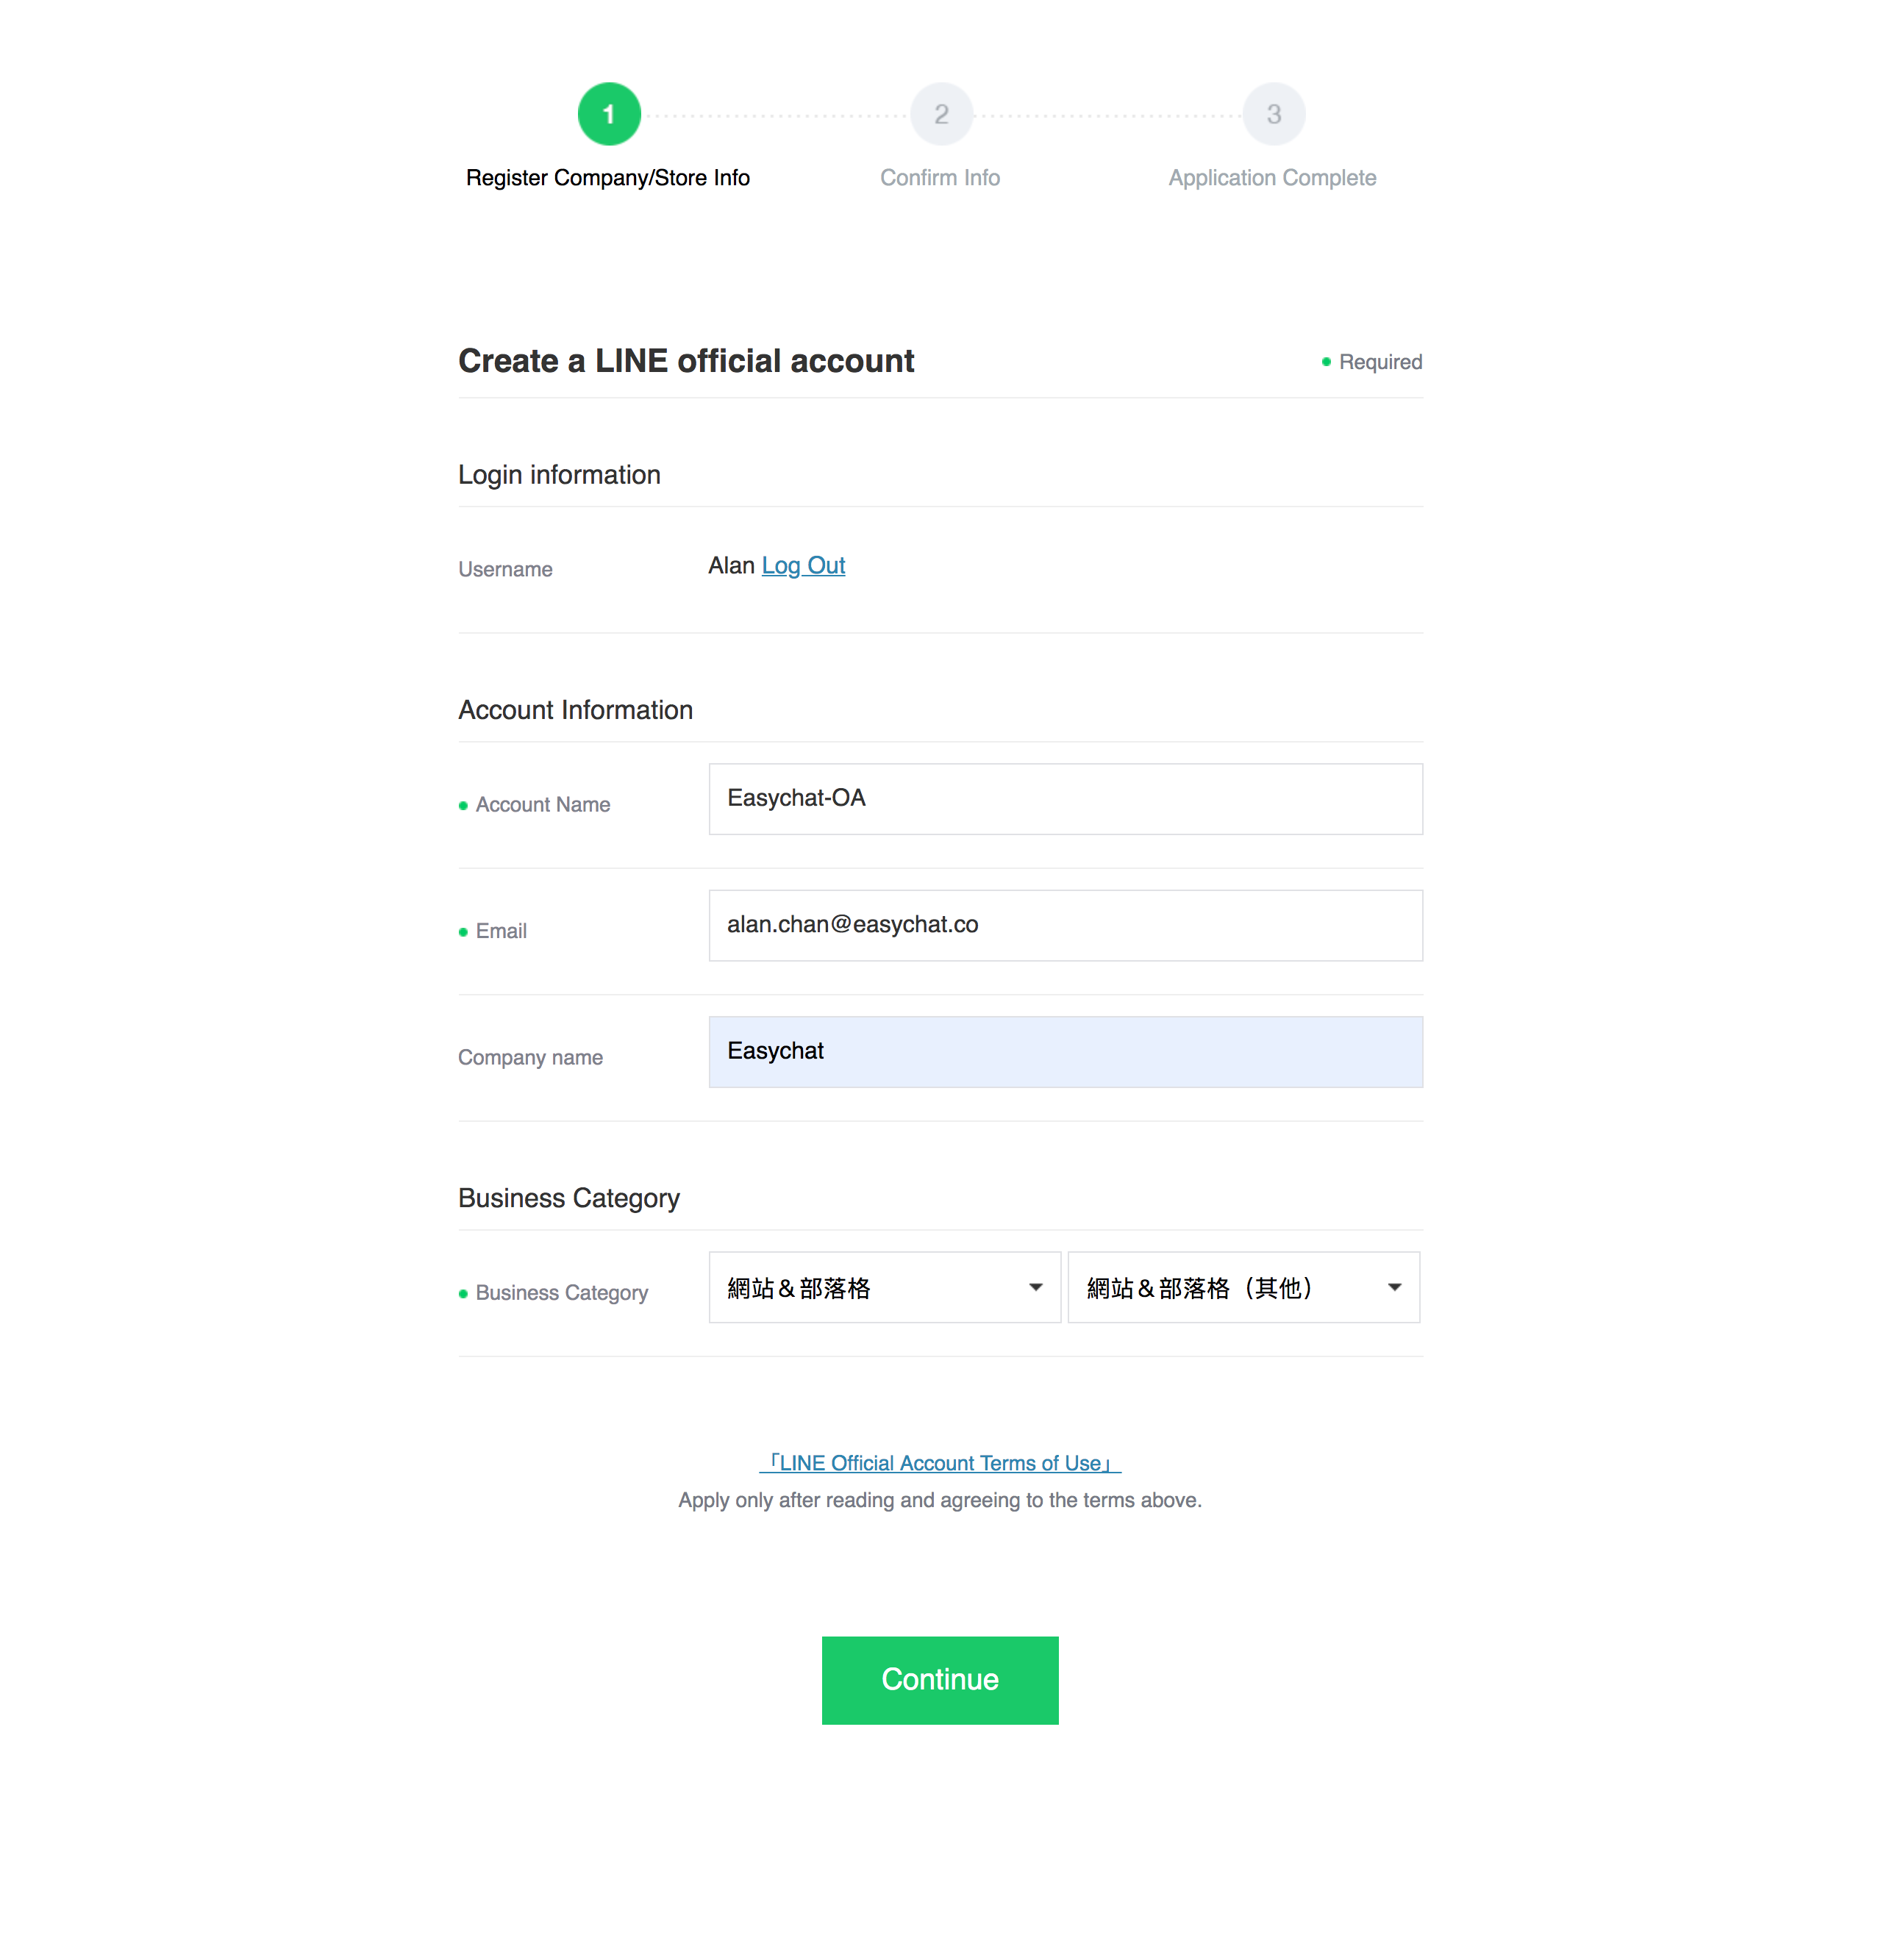 1
2
3
Register Company/Store Info
Confirm Info
Application Complete
Create a LINE official account
Required
Login information
Username
Alan Log Out
Account Information
Account Name
Easychat-OA
Email
alan.chan@easychat.co
Company name
Easychat
Business Category
Business Category
網站＆部落格
網站＆部落格（其他）
「LINE Official Account Terms of Use」
Apply only after reading and agreeing to the terms above.
Continue